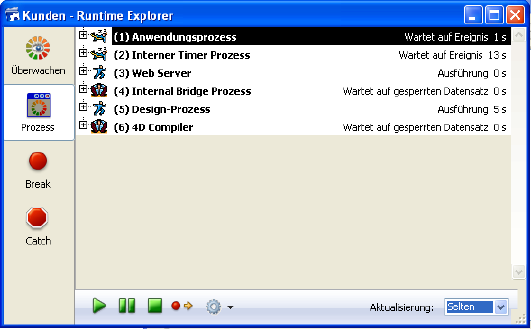 Kunden - Runtime Explorer
Überwachen
Prozess
Break
Catch
(1) Anwendungsprozess Wartet auf Ereignis 1 s
(2) Interner Timer Prozess Wartet auf Ereignis 13 s
(3) Web Server Ausführung 0 s
(4) Internal Bridge Prozess Wartet auf gesperrten Datensatz 0 s
(5) Design-Prozess Ausführung 5 s
(6) 4D Compiler Wartet auf gesperrten Datensatz 0 s
Aktualisierung: Selten